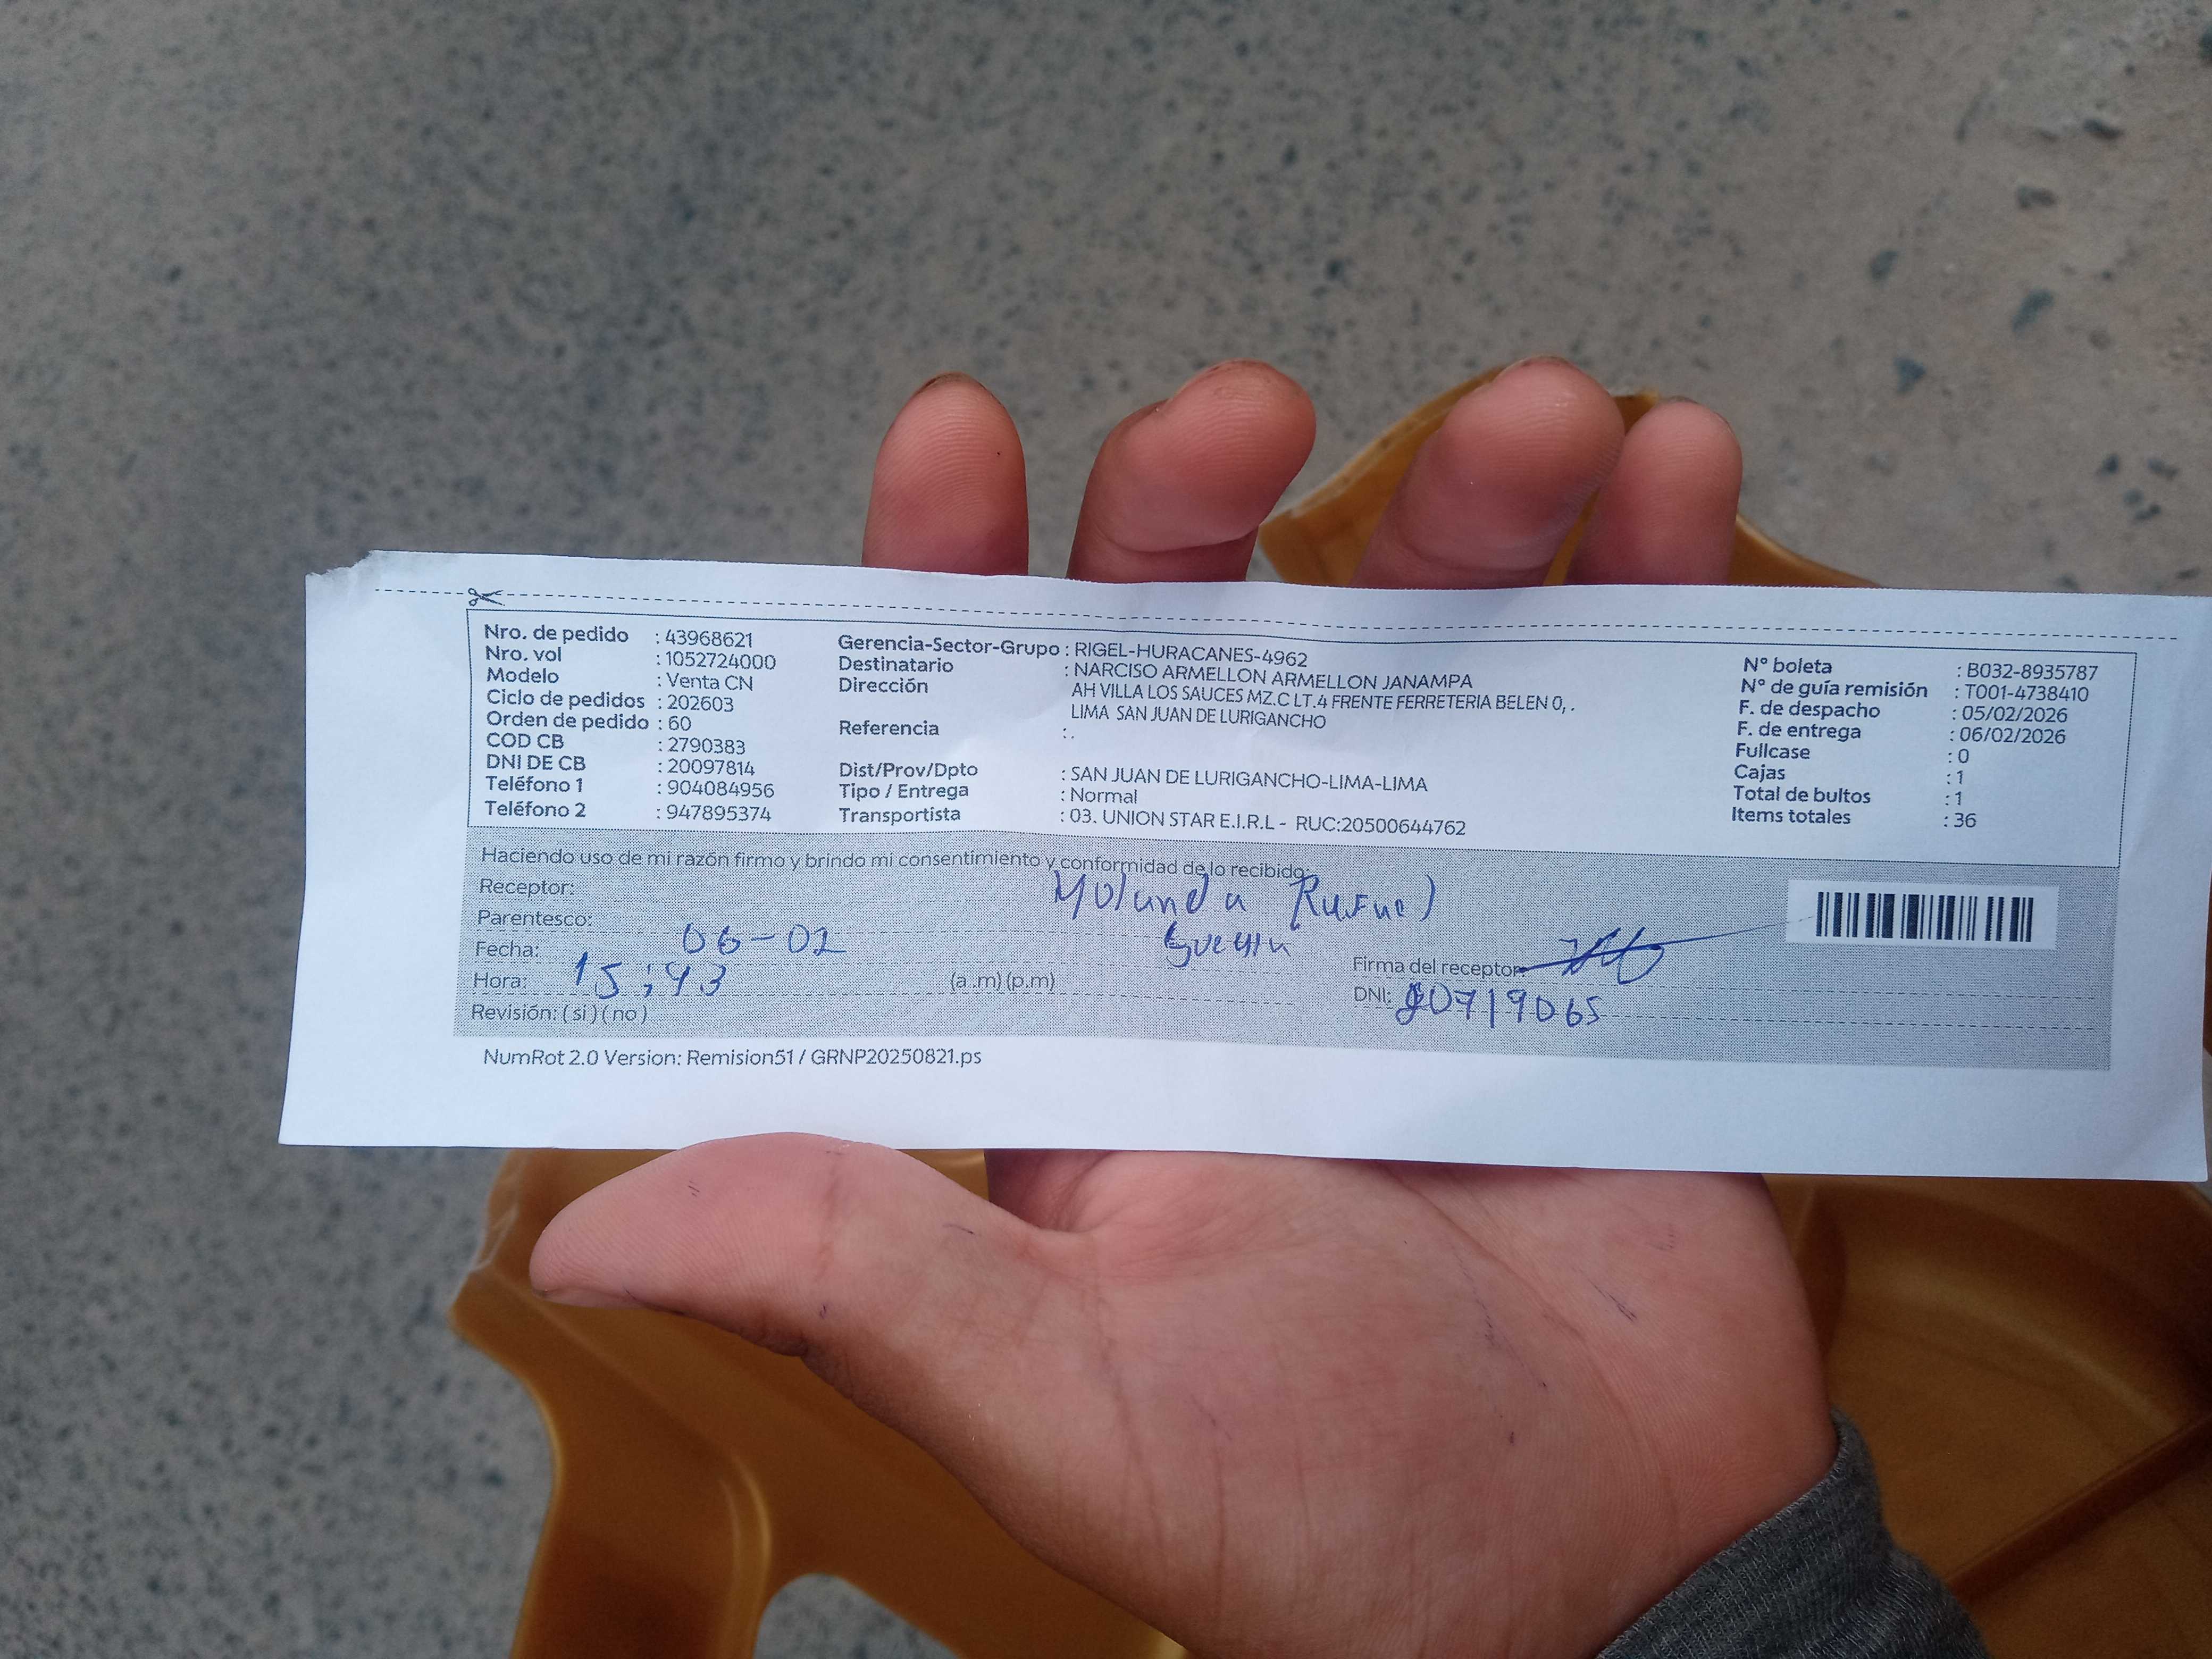 Nro. de pedido : 43968621
Nro. vol : 1052724000
Modelo : Venta CN
Ciclo de pedidos : 202603
Orden de pedido : 60
COD CB : 2790383
DNI DE CB : 20097814
Teléfono 1 : 904084956
Teléfono 2 : 947895374
Gerencia-Sector-Grupo : RIGEL-HURACANES-4962
Destinatario : NARCISO ARMELLON ARMELLON JANAMPA
Dirección AH VILLA LOS SAUCES MZ.C LT.4 FRENTE FERRETERIA BELEN 0, .
LIMA SAN JUAN DE LURIGANCHO
Referencia : .
Dist/Prov/Dpto : SAN JUAN DE LURIGANCHO-LIMA-LIMA
Tipo / Entrega : Normal
Transportista : 03. UNION STAR E.I.R.L - RUC:20500644762
N° boleta : B032-8935787
N° de guía remisión : T001-4738410
F. de despacho : 05/02/2026
F. de entrega : 06/02/2026
Fullcase : 0
Cajas : 1
Total de bultos : 1
Items totales : 36
Haciendo uso de mi razón firmo y brindo mi consentimiento y conformidad de lo recibido.
Receptor: Yolanda
Parentesco:
Fecha: 06-02
Hora: 15:43 (a .m) (p.m)
Revisión: ( si ) ( no )
Firma del receptor:
DNI: 20719065
NumRot 2.0 Version: Remision51 / GRNP20250821.ps